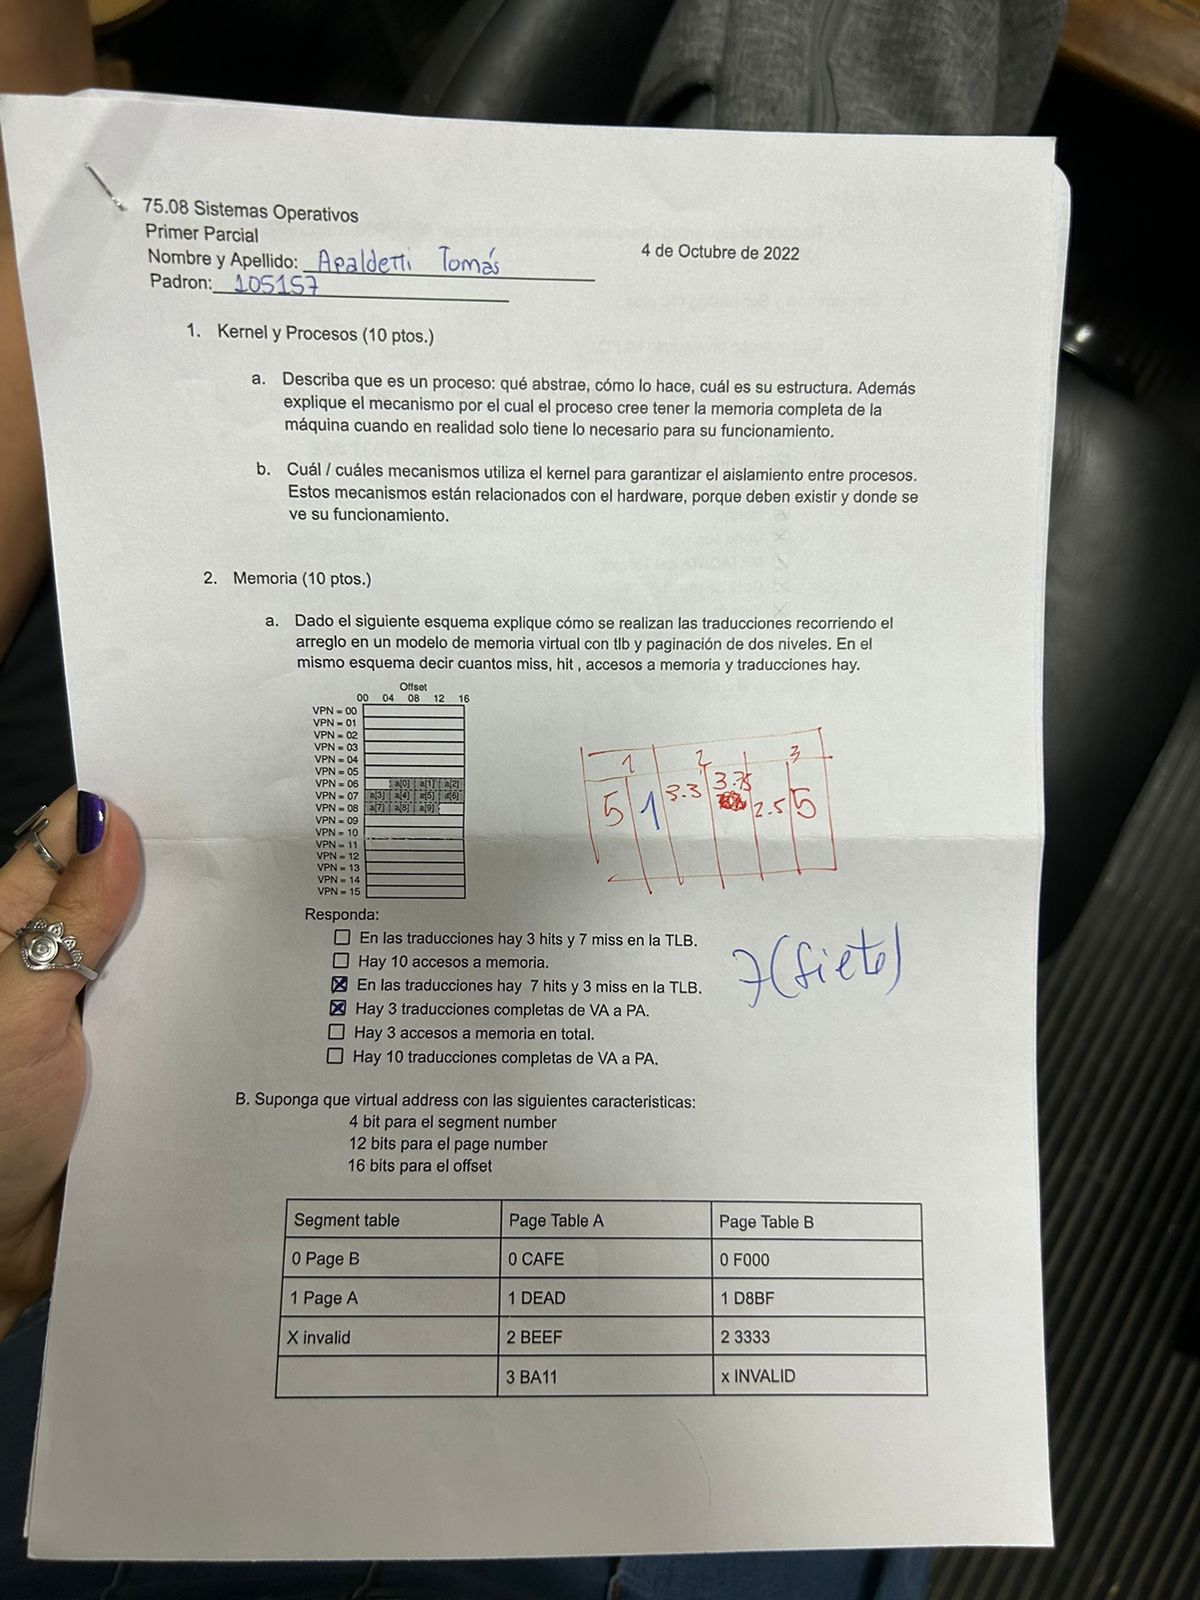 75.08 Sistemas Operativos
Primer Parcial
4 de Octubre de 2022
Nombre y Apellido: Apaldetti Tomás
Padron: 105157
1. Kernel y Procesos (10 ptos.)
a. Describa que es un proceso: qué abstrae, cómo lo hace, cuál es su estructura. Además
explique el mecanismo por el cual el proceso cree tener la memoria completa de la
máquina cuando en realidad solo tiene lo necesario para su funcionamiento.
b. Cuál / cuáles mecanismos utiliza el kernel para garantizar el aislamiento entre procesos.
Estos mecanismos están relacionados con el hardware, porque deben existir y donde se
ve su funcionamiento.
2. Memoria (10 ptos.)
a. Dado el siguiente esquema explique cómo se realizan las traducciones recorriendo el
arreglo en un modelo de memoria virtual con tlb y paginación de dos niveles. En el
mismo esquema decir cuantos miss, hit , accesos a memoria y traducciones hay.
Offset
00 04 08 12 16
VPN = 00
VPN = 01
VPN = 02
VPN = 03
VPN = 04
VPN = 05
VPN = 06 a[0] a[1] a[2]
VPN = 07 a[3] a[4] a[5] a[6]
VPN = 08 a[7] a[8] a[9]
VPN = 09
VPN = 10
VPN = 11
VPN = 12
VPN = 13
VPN = 14
VPN = 15
1 2 3
5 1 3.3 3.75 2.5 5
Responda:
En las traducciones hay 3 hits y 7 miss en la TLB.
Hay 10 accesos a memoria.
En las traducciones hay 7 hits y 3 miss en la TLB.
Hay 3 traducciones completas de VA a PA.
Hay 3 accesos a memoria en total.
Hay 10 traducciones completas de VA a PA.
7 (siete)
B. Suponga que virtual address con las siguientes caracteristicas:
4 bit para el segment number
12 bits para el page number
16 bits para el offset
Segment table Page Table A Page Table B
0 Page B 0 CAFE 0 F000
1 Page A 1 DEAD 1 D8BF
X invalid 2 BEEF 2 3333
3 BA11 x INVALID